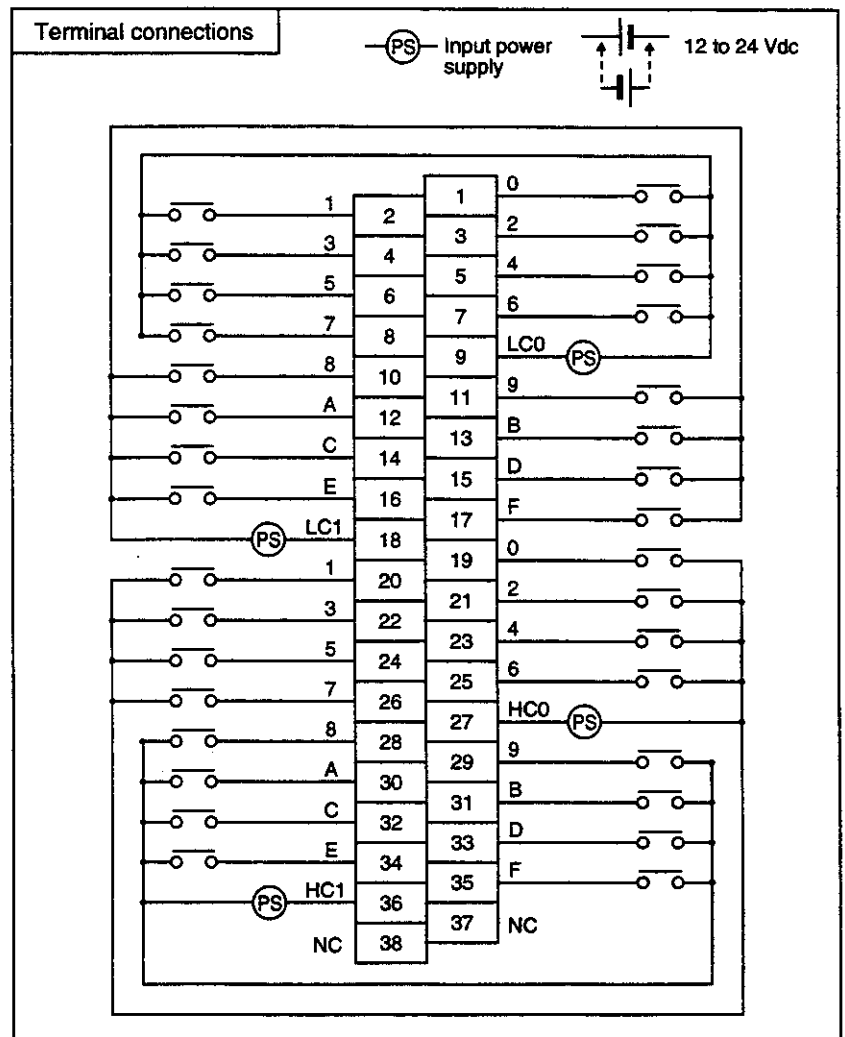 Terminal connections
PS Input power supply
12 to 24 Vdc
1 0
1 2
3 2
3 4
5 4
5 6
7 6
7 8
9 LC0 PS
8 10
11 9
A 12
13 B
C 14
15 D
E 16
17 F
PS LC1 18
19 0
1 20
21 2
3 22
23 4
5 24
25 6
7 26
27 HC0 PS
8 28
29 9
A 30
31 B
C 32
33 D
E 34
35 F
PS HC1 36
37 NC
NC 38